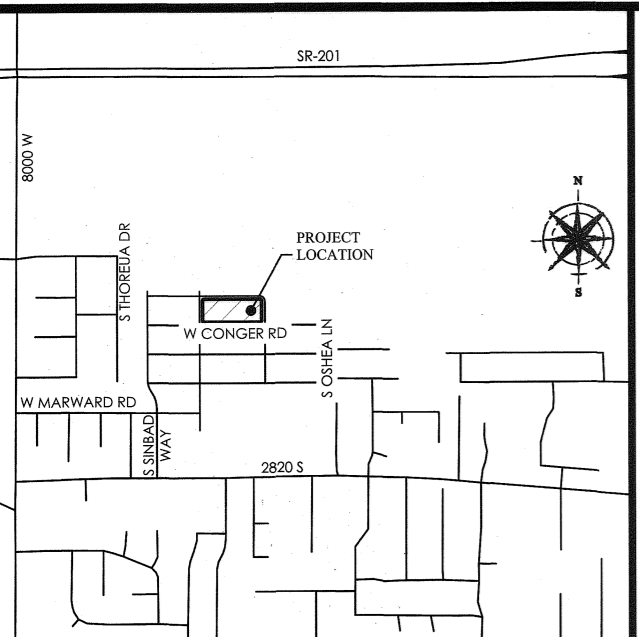 SR-201
8000 W
N
S THOREUA DR
PROJECT
LOCATION
S
W CONGER RD
S OSHEA LN
W MARWARD RD
S SINBAD
WAY
2820 S